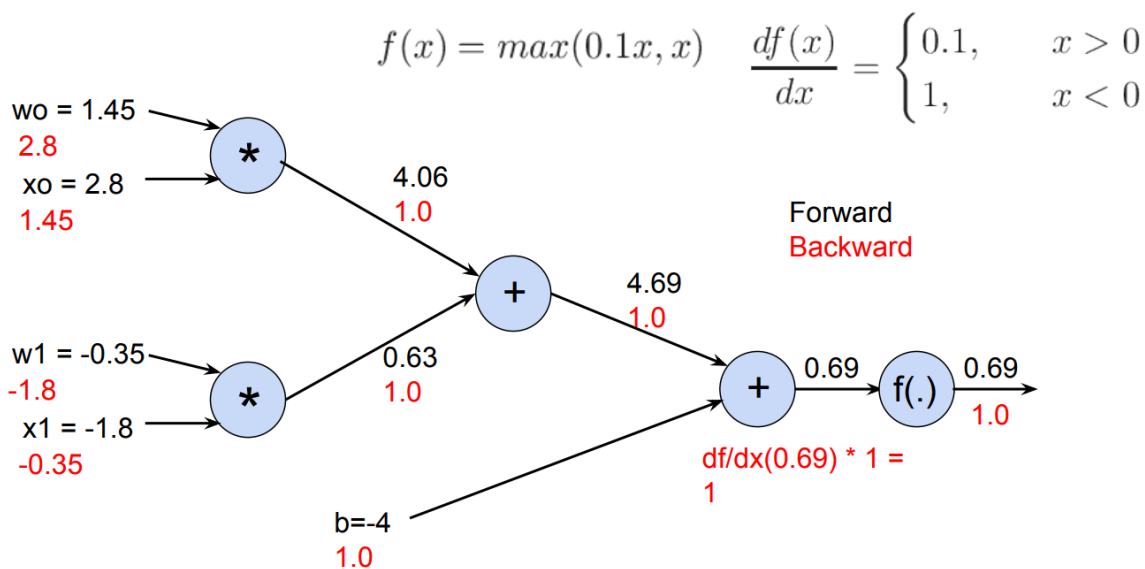 f(x) = max(0.1x, x)    df(x)/dx = { 0.1,    x > 0
1,    x < 0
wo = 1.45
2.8
*
xo = 2.8
1.45
4.06
1.0
Forward
Backward
+
4.69
1.0
w1 = -0.35
-1.8
*
x1 = -1.8
-0.35
0.63
1.0
+
0.69
f(.)
0.69
1.0
df/dx(0.69) * 1 =
1
b=-4
1.0